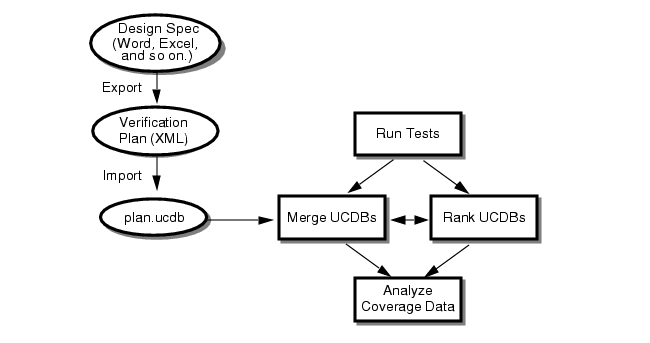 Design Spec
(Word, Excel,
and so on.)
Export
Verification
Plan (XML)
Import
plan.ucdb
Run Tests
Merge UCDBs
Rank UCDBs
Analyze
Coverage Data